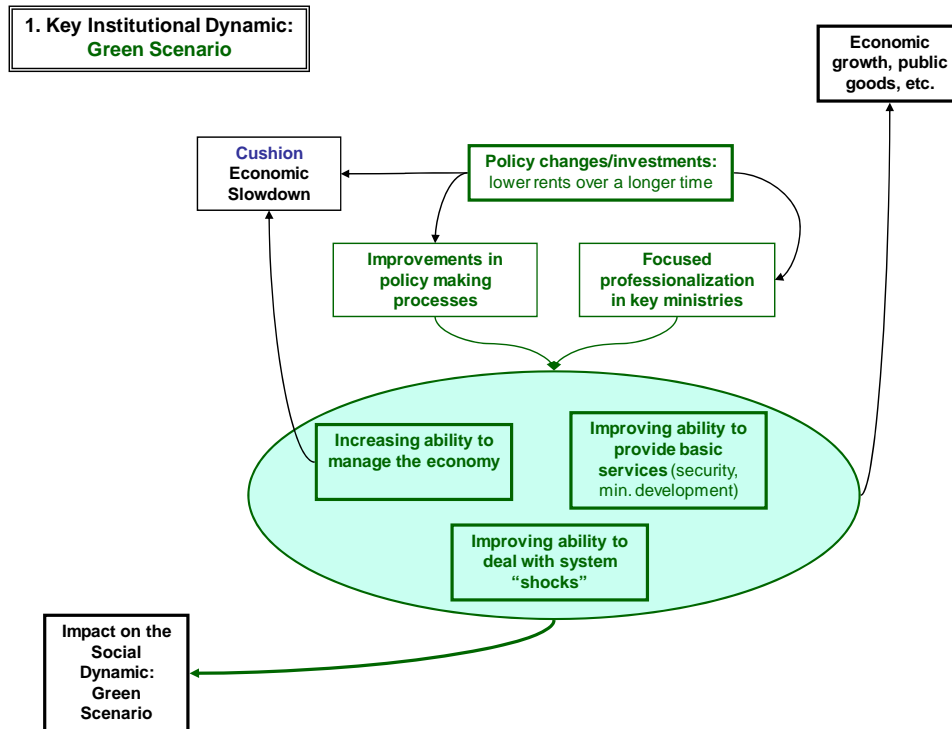 1. Key Institutional Dynamic:
Green Scenario
Economic
growth, public
goods, etc.
Cushion
Economic
Slowdown
Policy changes/investments:
lower rents over a longer time
Improvements in
policy making
processes
Focused
professionalization
in key ministries
Increasing ability to
manage the economy
Improving ability to
provide basic
services (security,
min. development)
Improving ability to
deal with system
“shocks”
Impact on the
Social
Dynamic:
Green
Scenario